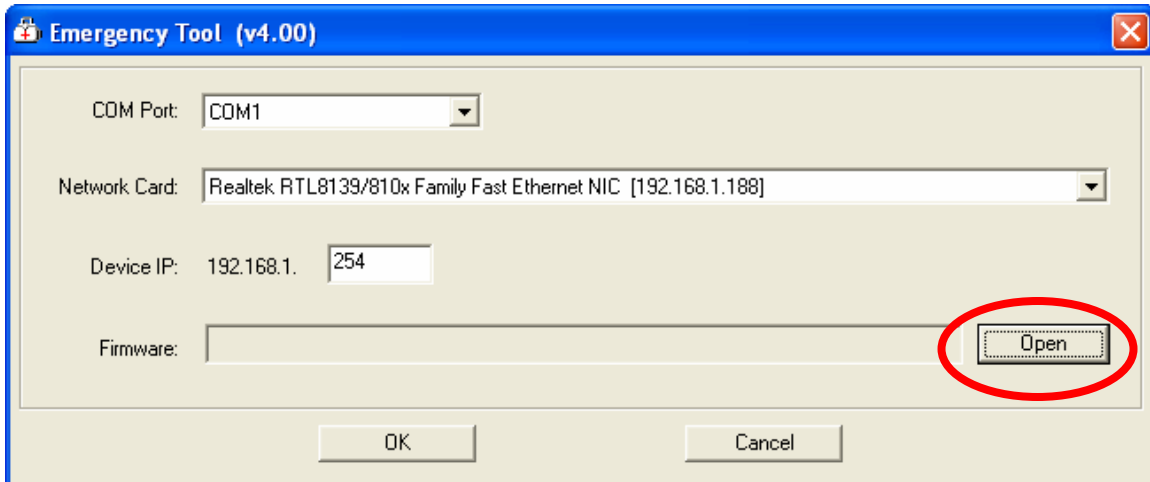 Emergency Tool (v4.00)
COM Port: COM1
Network Card: Realtek RTL8139/810x Family Fast Ethernet NIC [192.168.1.188]
Device IP: 192.168.1. 254
Firmware: Open
OK Cancel